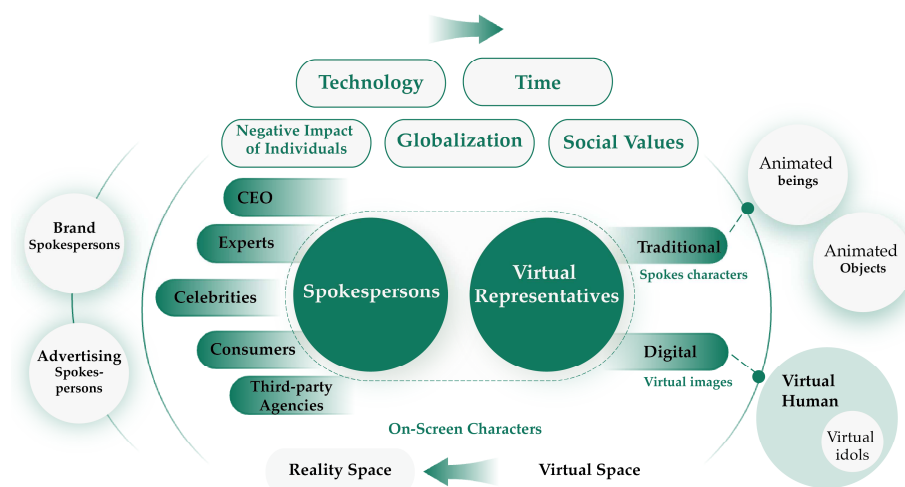 Technology
Time
Negative Impact
of Individuals
Globalization
Social Values
Brand
Spokespersons
Advertising
Spokes-
persons
CEO
Experts
Celebrities
Consumers
Third-party
Agencies
Spokespersons
Virtual
Representatives
Traditional
Spokes characters
Digital
Virtual images
Animated
beings
Animated
Objects
Virtual
Human
Virtual
idols
On-Screen Characters
Reality Space
Virtual Space